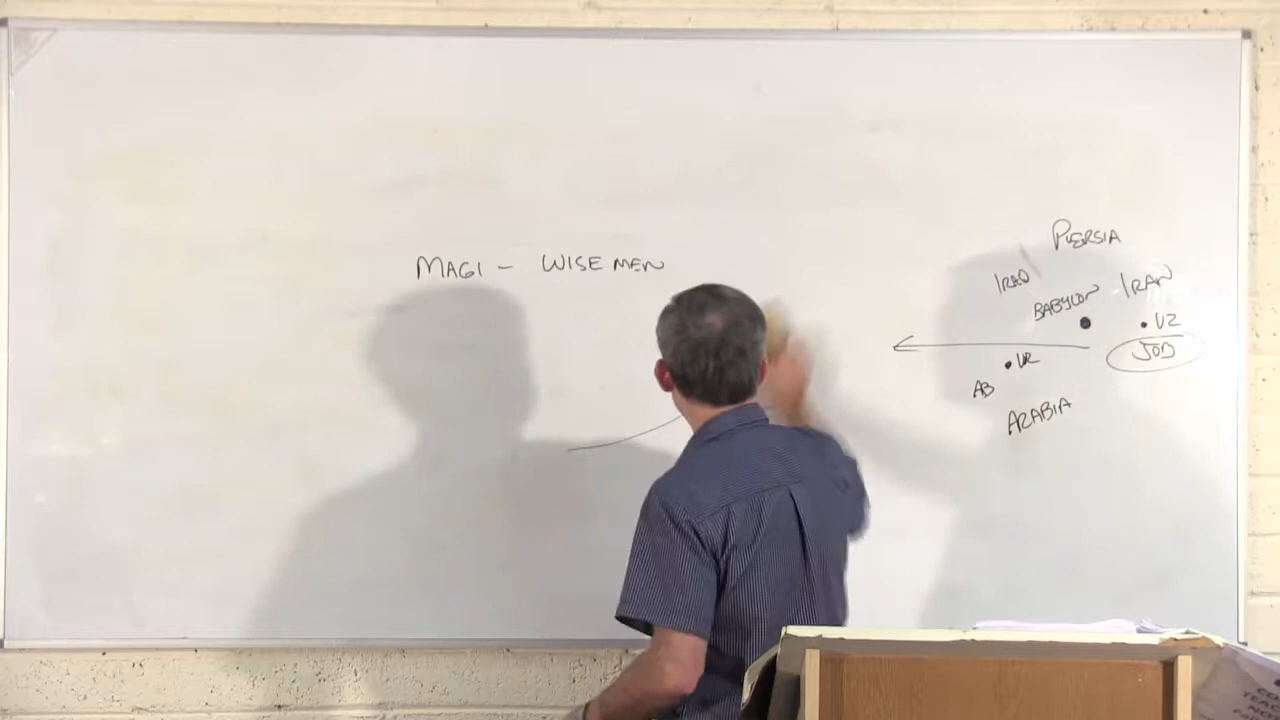 MAGI - WISE MEN
PERSIA
IRAQ IRAN
BABYLON
UZ
JOB
UR
AB
ARABIA